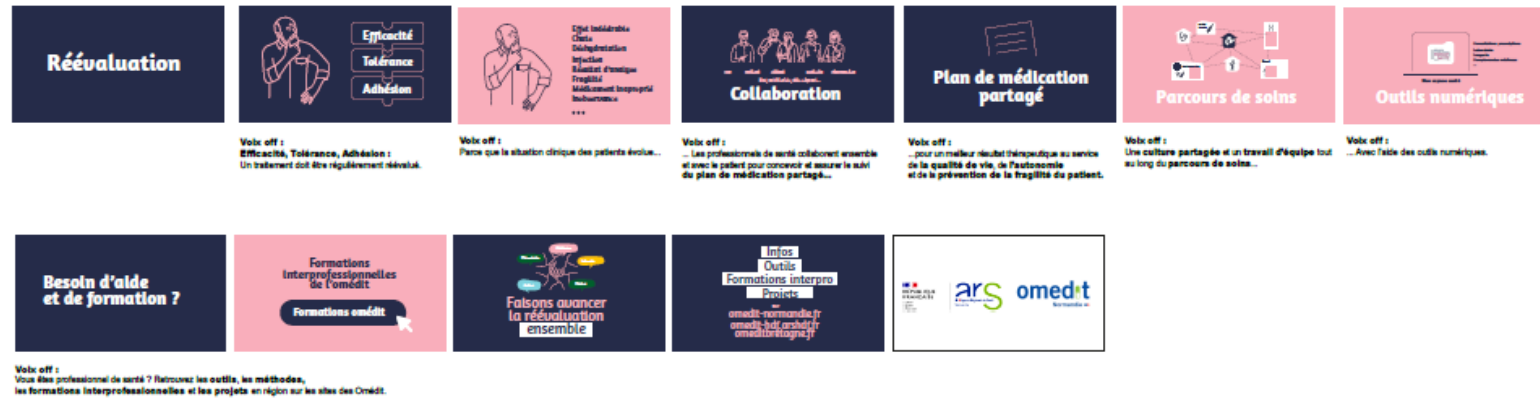 Réévaluation
Efficacité
Tolérance
Adhésion
Voix off :
Efficacité, Tolérance, Adhésion :
Un traitement doit être régulièrement réévalué.
Effet indésirable
Chute
Déshydratation
Infection
Résultat d'analyse
Fragilité
Médicament inapproprié
Inobservance
...
Voix off :
Parce que la situation clinique des patients évolue...
Collaboration
Voix off :
... Les professionnels de santé collaborent ensemble
et avec le patient pour concevoir et assurer le suivi
du plan de médication partagé...
Plan de médication
partagé
Voix off :
...pour un meilleur résultat thérapeutique au service
de la qualité de vie, de l'autonomie
et de la prévention de la fragilité du patient.
Parcours de soins
Voix off :
Une culture partagée et un travail d'équipe tout
au long du parcours de soins...
Outils numériques
Voix off :
... Avec l'aide des outils numériques.
Besoin d'aide
et de formation ?
Voix off :
Vous êtes professionnel de santé ? Retrouvez les outils, les méthodes,
les formations interprofessionnelles et les projets en région sur les sites des Omédit.
Formations
interprofessionnelles
de l'omédit
Formations omédit
Faisons avancer
la réévaluation
ensemble
Infos
Outils
Formations interpro
Projets
omedit-normandie.fr
omedit-hdf.arshdf.fr
omeditbretagne.fr
RÉPUBLIQUE
FRANÇAISE
ars
omedit
Normandie